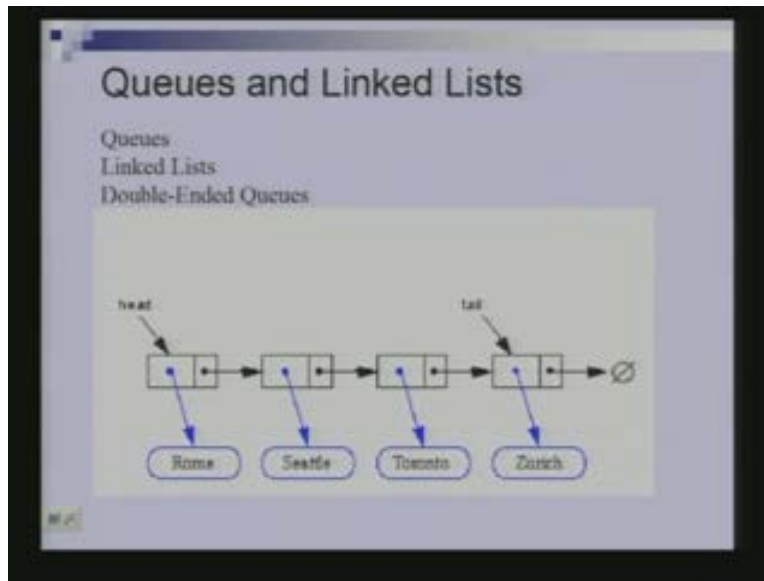 Queues and Linked Lists
Queues
Linked Lists
Double-Ended Queues
head
tail
Rome
Seattle
Toronto
Zurich